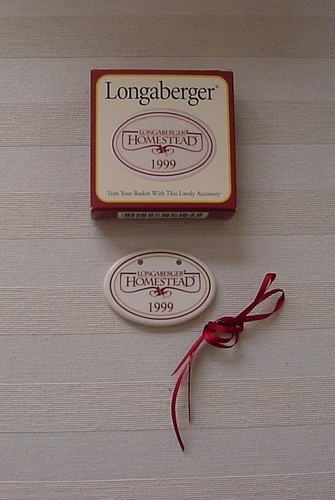 Longaberger®
LONGABERGER
HOMESTEAD
1999
Trim Your Basket With This Lovely Accessory
LONGABERGER
HOMESTEAD
1999